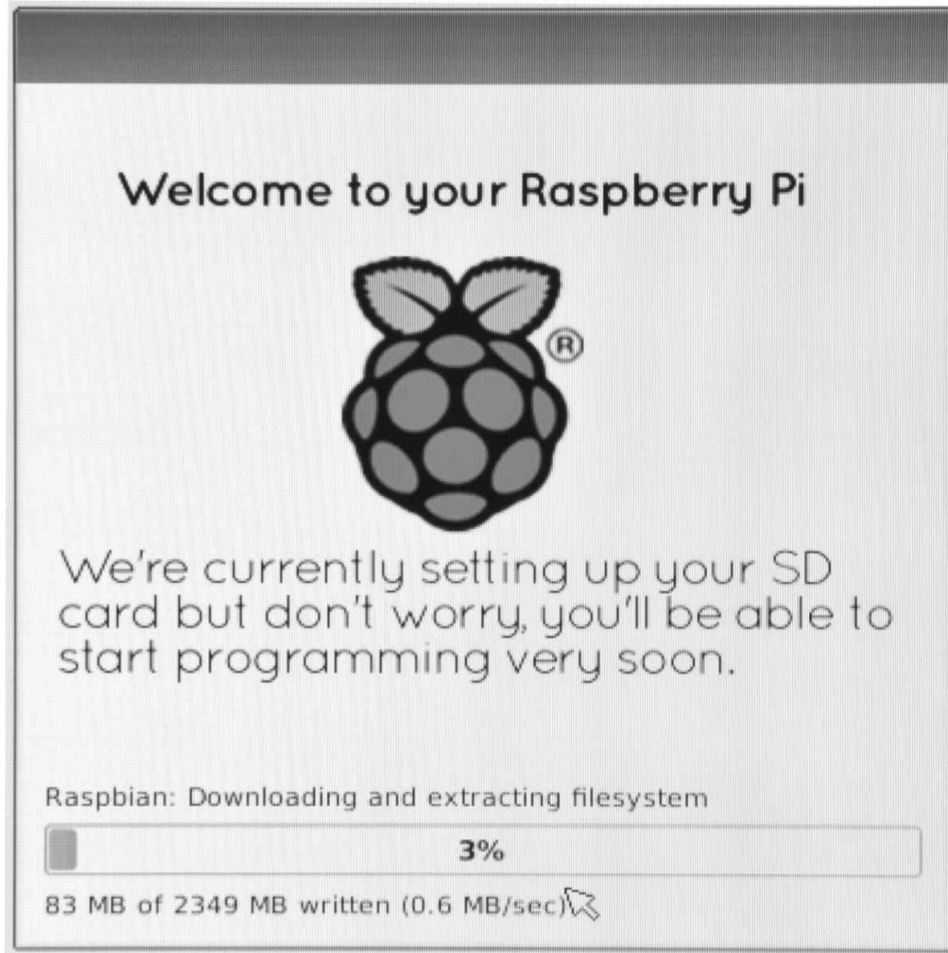 Welcome to your Raspberry Pi
®
We're currently setting up your SD
card but don't worry, you'll be able to
start programming very soon.
Raspbian: Downloading and extracting filesystem
3%
83 MB of 2349 MB written (0.6 MB/sec)